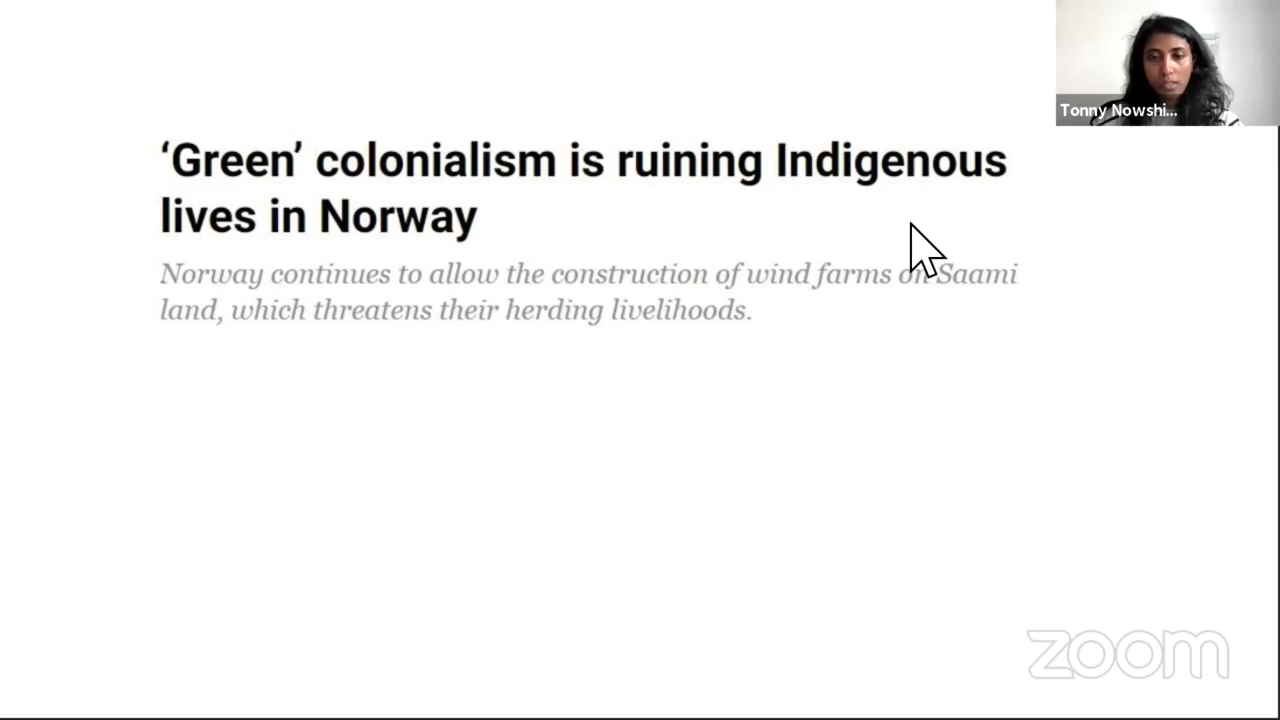 Tonny Nowshi...
‘Green’ colonialism is ruining Indigenous
lives in Norway
Norway continues to allow the construction of wind farms on Saami
land, which threatens their herding livelihoods.
zoom